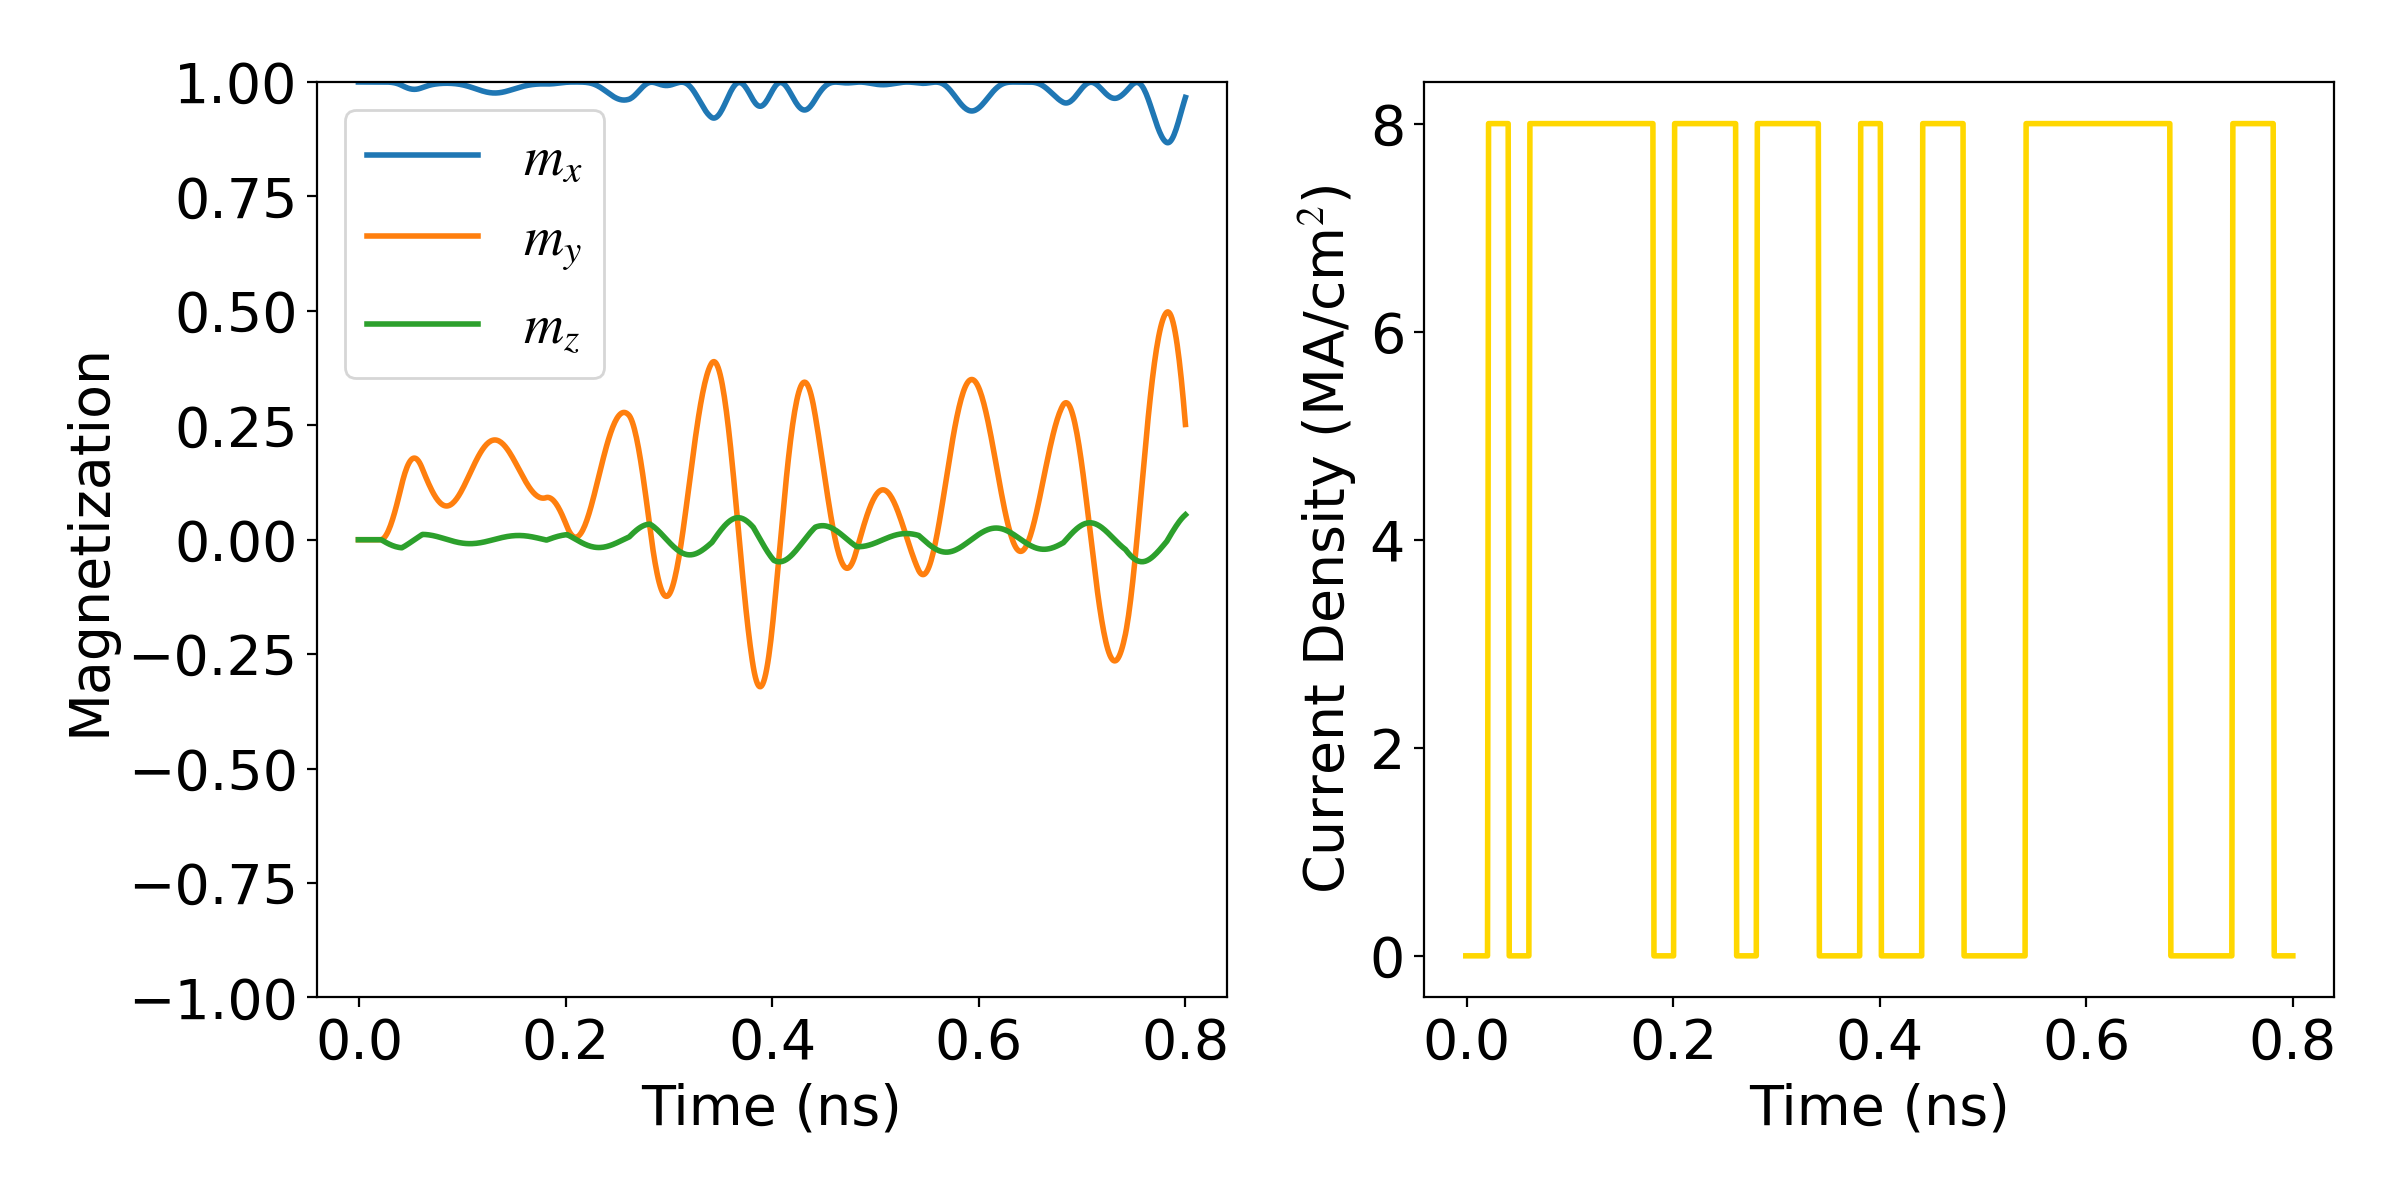 Magnetization
1.00
0.75
0.50
0.25
0.00
−0.25
−0.50
−0.75
−1.00
m_x
m_y
m_z
0.0 0.2 0.4 0.6 0.8
Time (ns)
Current Density (MA/cm²)
8
6
4
2
0
0.0 0.2 0.4 0.6 0.8
Time (ns)